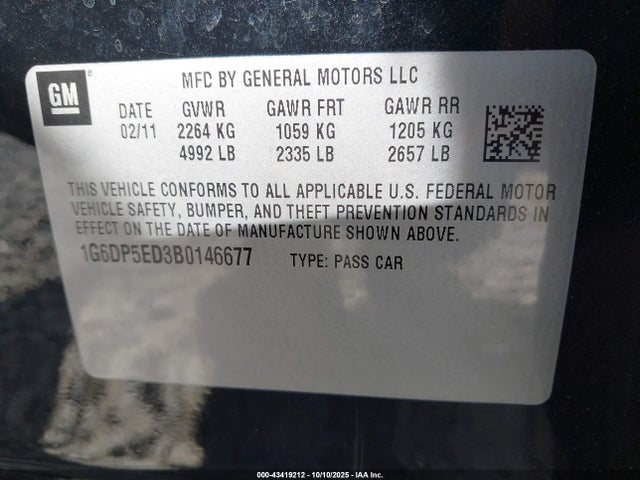 GM
MFD BY GENERAL MOTORS LLC
DATE GVWR GAWR FRT GAWR RR
02/11 2264 KG 1059 KG 1205 KG
4992 LB 2335 LB 2657 LB
THIS VEHICLE CONFORMS TO ALL APPLICABLE U.S. FEDERAL MOTOR
VEHICLE SAFETY, BUMPER, AND THEFT PREVENTION STANDARDS IN
EFFECT ON THE DATE OF MANUFACTURE SHOWN ABOVE.
1G6DP5ED3B0146677 TYPE: PASS CAR
000-43419212 - 10/10/2025 - IAA Inc.